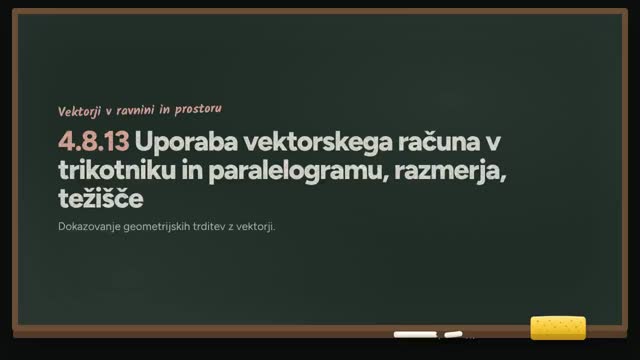 Vektorji v ravnini in prostoru
4.8.13 Uporaba vektorskega računa v
trikotniku in paralelogramu, razmerja,
težišče
Dokazovanje geometrijskih trditev z vektorji.